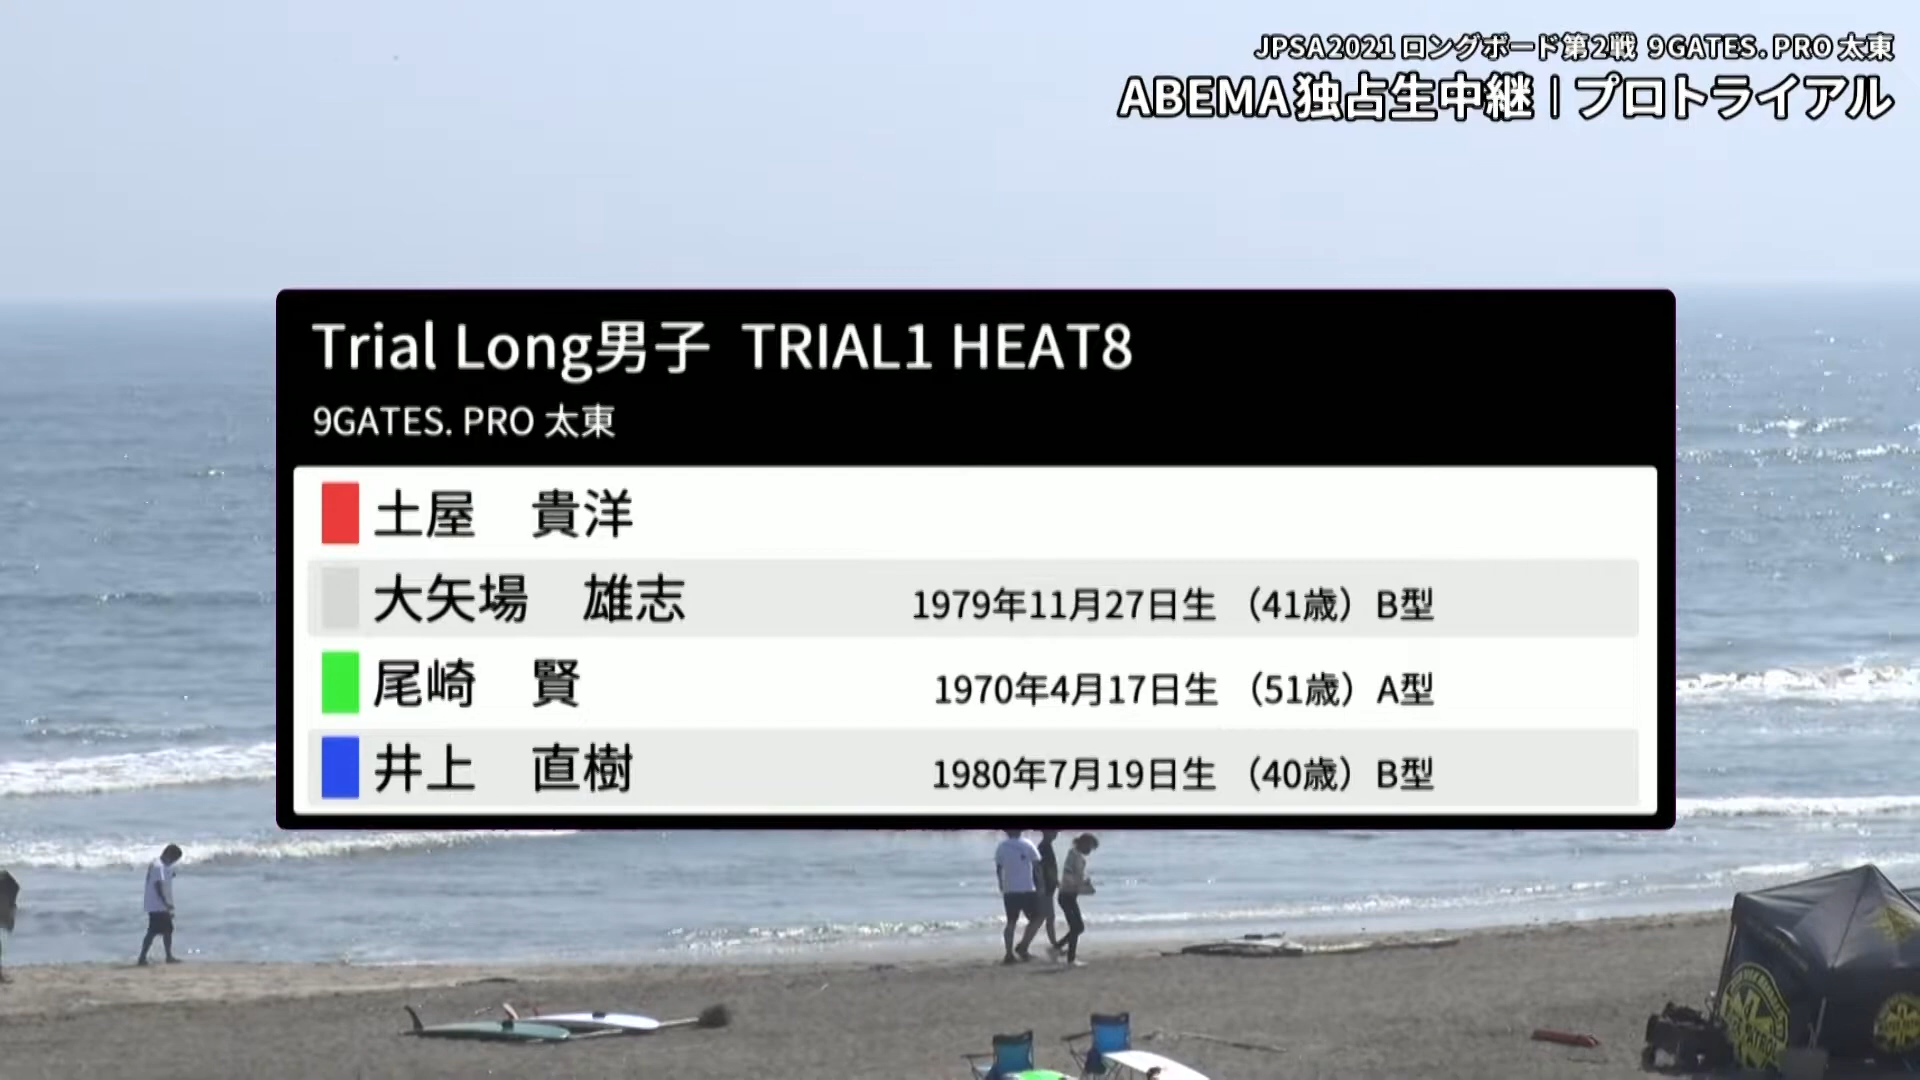 JPSA2021 ロングボード第2戦 9GATES. PRO 太東
ABEMA独占生中継 | プロトライアル
Trial Long男子 TRIAL1 HEAT8
9GATES. PRO 太東
土屋　貴洋
大矢場　雄志 1979年11月27日生 （41歳）B型
尾崎　賢 1970年4月17日生 （51歳）A型
井上　直樹 1980年7月19日生 （40歳）B型